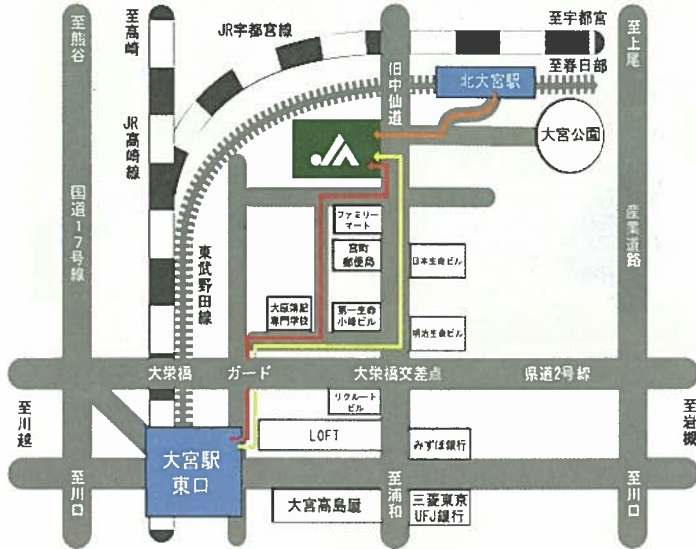 至熊谷
至高崎
JR宇都宮線
至宇都宮
至上尾
至春日部
旧中仙道
北大宮駅
大宮公園
JR高崎線
JA
国道17号線
産業道路
ファミリー
マート
宮町
郵便局
日本生命ビル
東武野田線
大原簿記
専門学校
第一生命
小峰ビル
明治生命ビル
大栄橋
ガード
大栄橋交差点
県道2号線
至川越
至岩槻
リクルート
ビル
LOFT
みずほ銀行
大宮駅
東口
至川口
大宮高島屋
至浦和
三菱東京
UFJ銀行
至川口